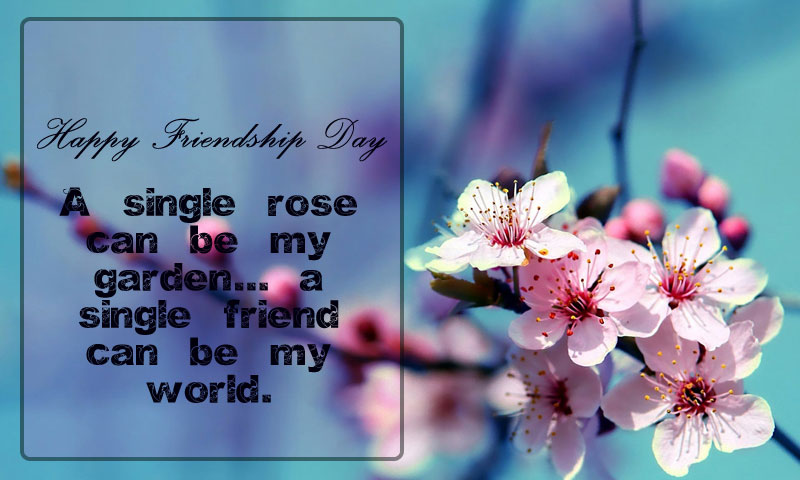 Happy Friendship Day
A single rose
can be my
garden... a
single friend
can be my
world.